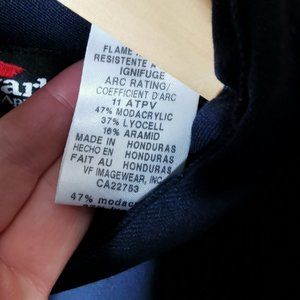 FLAME
RESISTENTE A
IGNIFUGE
ARC RATING/
COEFFICIENT D'ARC
11 ATPV
47% MODACRYLIC
37% LYOCELL
16% ARAMID
MADE IN HONDURAS
HECHO EN HONDURAS
FAIT AU HONDURAS
VF IMAGEWEAR, INC
CA22753
47% modac